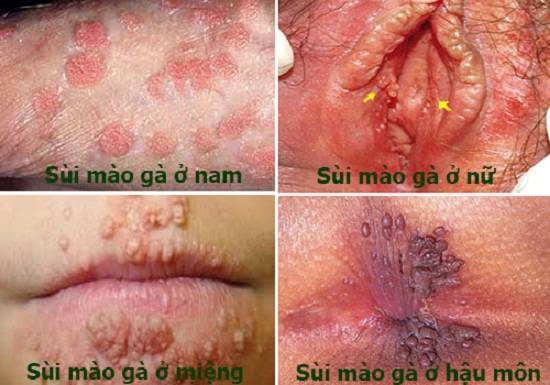 Sùi mào gà ở nam
Sùi mào gà ở nữ
Sùi mào gà ở miệng
Sùi mào gà ở hậu môn